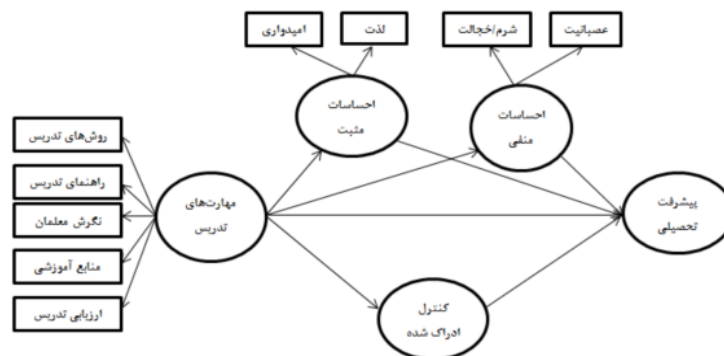 عصبانیت
شرم/خجالت
لذت
امیدواری
احساسات
مثبت
احساسات
منفی
روش‌های تدریس
راهنمای تدریس
نگرش معلمان
منابع آموزشی
ارزیابی تدریس
مهارت‌های
تدریس
پیشرفت
تحصیلی
کنترل
ادراک شده